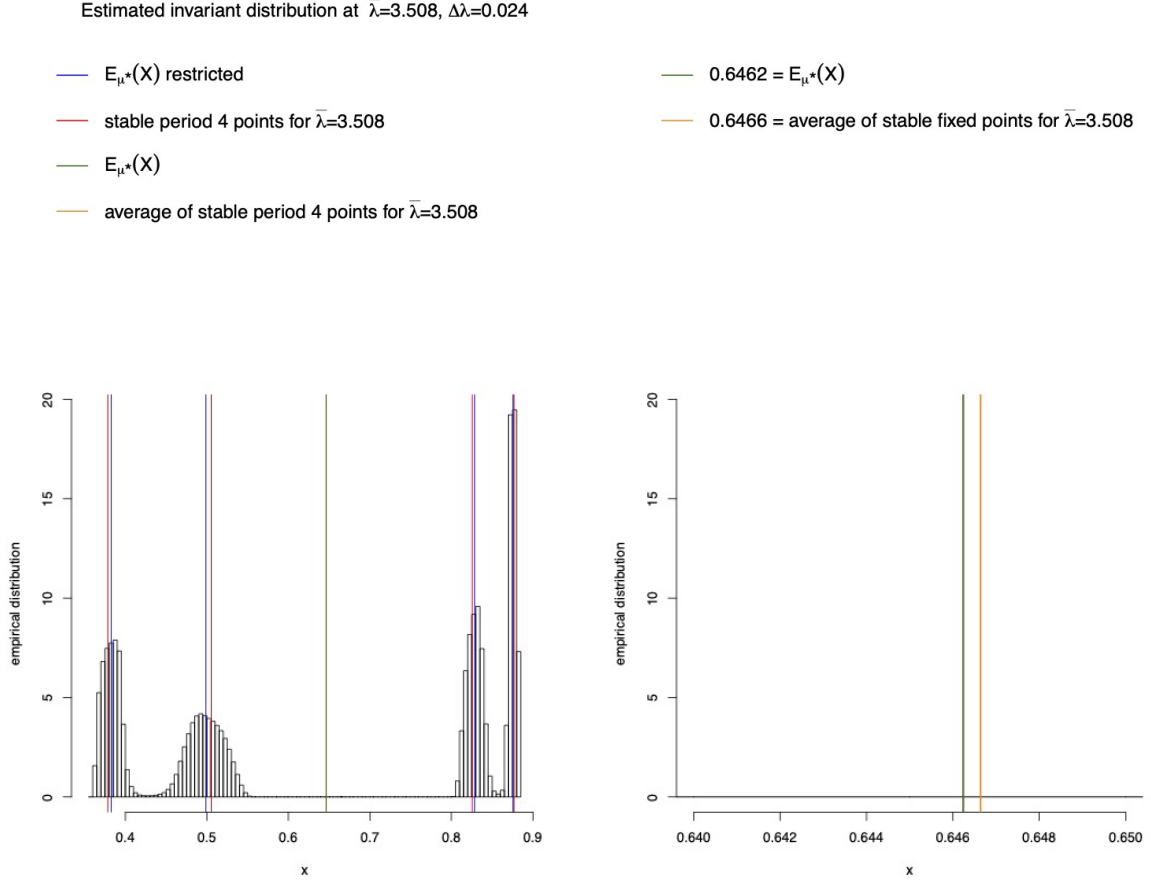 Estimated invariant distribution at λ=3.508, Δλ=0.024
Eμ*(X) restricted
stable period 4 points for λ̅=3.508
Eμ*(X)
average of stable period 4 points for λ̅=3.508
0.6462 = Eμ*(X)
0.6466 = average of stable fixed points for λ̅=3.508
empirical distribution
20
15
10
5
0
0.4 0.5 0.6 0.7 0.8 0.9
x
empirical distribution
20
15
10
5
0
0.640 0.642 0.644 0.646 0.648 0.650
x